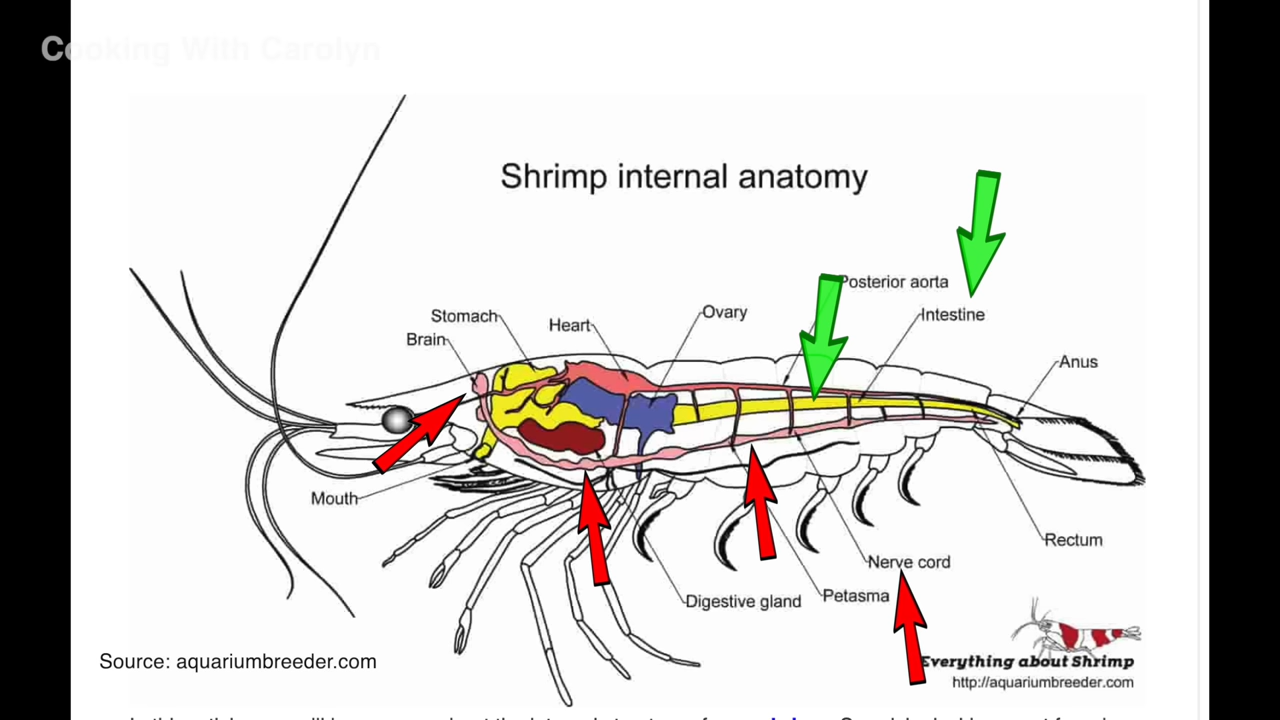 Cooking With Carolyn
Shrimp internal anatomy
Posterior aorta
Stomach
Heart
Ovary
Intestine
Brain
Anus
Mouth
Rectum
Nerve cord
Digestive gland
Petasma
Source: aquariumbreeder.com
Everything about Shrimp
http://aquariumbreeder.com